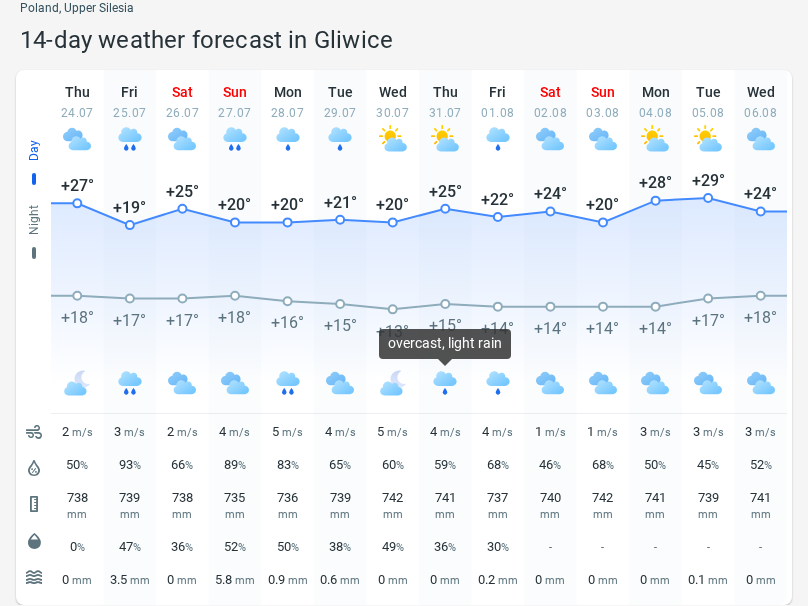 Poland, Upper Silesia
14-day weather forecast in Gliwice
Thu Fri Sat Sun Mon Tue Wed Thu Fri Sat Sun Mon Tue Wed
24.07 25.07 26.07 27.07 28.07 29.07 30.07 31.07 01.08 02.08 03.08 04.08 05.08 06.08
Day
+27° +19° +25° +20° +20° +21° +20° +25° +22° +24° +20° +28° +29° +24°
Night
+18° +17° +17° +18° +16° +15° +13° +15° +14° +14° +14° +14° +17° +18°
overcast, light rain
2 m/s 3 m/s 2 m/s 4 m/s 5 m/s 4 m/s 5 m/s 4 m/s 4 m/s 1 m/s 1 m/s 3 m/s 3 m/s 3 m/s
50% 93% 66% 89% 83% 65% 60% 59% 68% 46% 68% 50% 45% 52%
738 739 738 735 736 739 742 741 737 740 742 741 739 741
mm mm mm mm mm mm mm mm mm mm mm mm mm mm
0% 47% 36% 52% 50% 38% 49% 36% 30% - - - - -
0 mm 3.5 mm 0 mm 5.8 mm 0.9 mm 0.6 mm 0 mm 0 mm 0.2 mm 0 mm 0 mm 0 mm 0.1 mm 0 mm